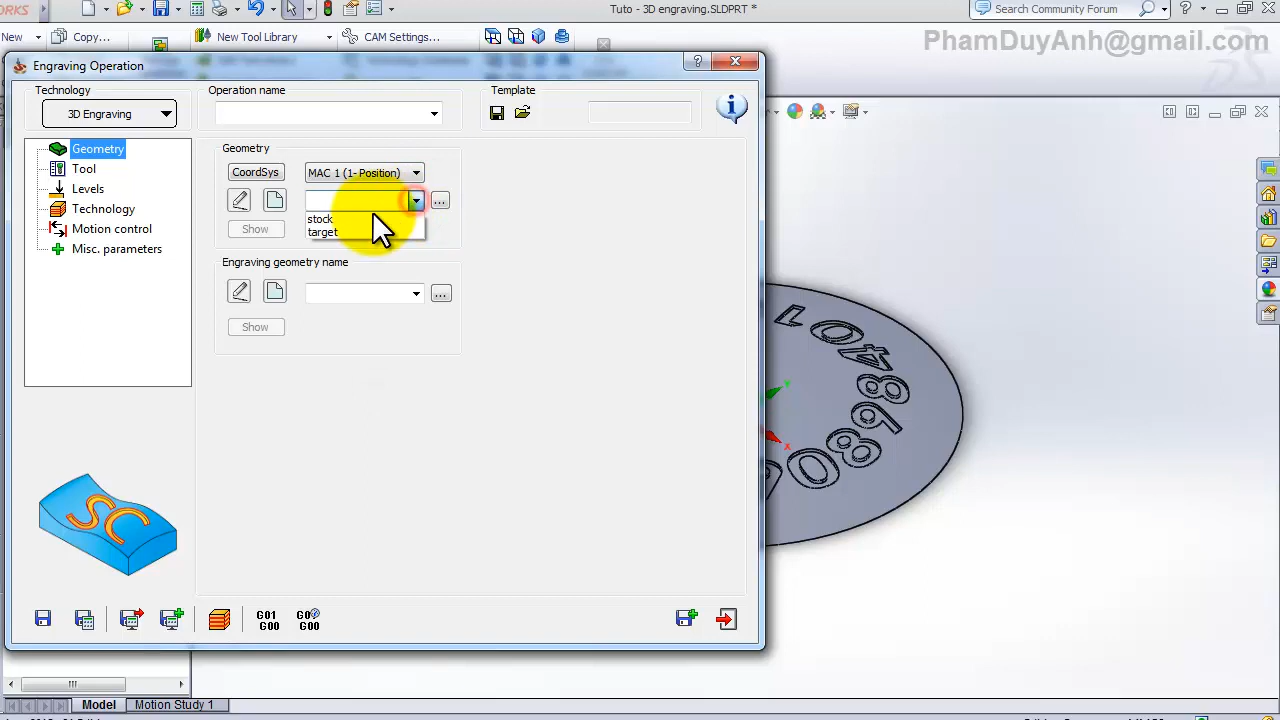 ORKS
Tuto - 3D engraving.SLDPRT *
Search Community Forum
New
Copy...
New Tool Library
CAM Settings...
PhamDuyAnh@gmail.com
Engraving Operation
Technology
Operation name
Template
3D Engraving
Geometry
Tool
Levels
Technology
Motion control
Misc. parameters
Geometry
CoordSys
MAC 1 (1- Position)
...
stock
target
Show
Engraving geometry name
...
Show
SC
G01
G00
G00
Y
X
Model
Motion Study 1